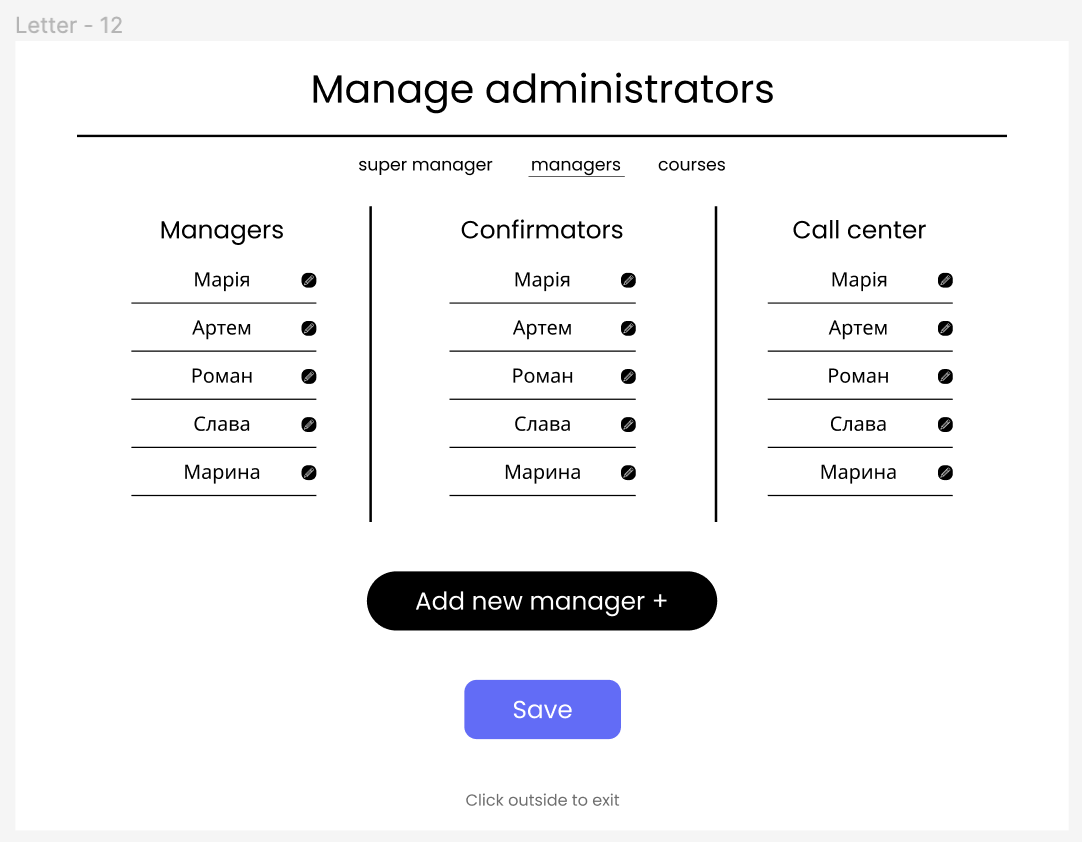 Letter - 12
Manage administrators
super manager managers courses
Managers
Марія
Артем
Роман
Слава
Марина
Confirmators
Марія
Артем
Роман
Слава
Марина
Call center
Марія
Артем
Роман
Слава
Марина
Add new manager +
Save
Click outside to exit